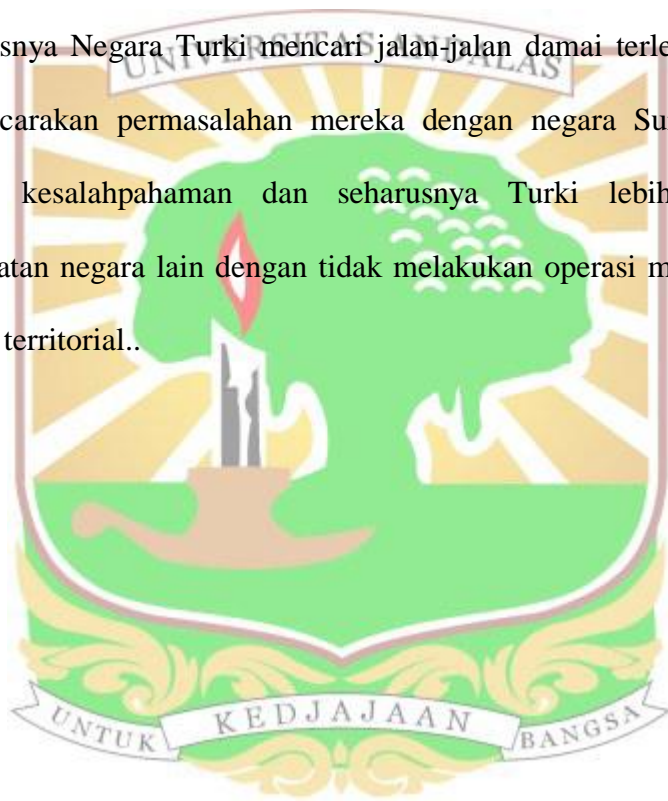 UNIVERSITAS ANDALAS
snya Negara Turki mencari jalan-jalan damai terle
carakan permasalahan mereka dengan negara Su
kesalahpahaman dan seharusnya Turki lebih
atan negara lain dengan tidak melakukan operasi m
territorial..
UNTUK KEDJAJAAN BANGSA